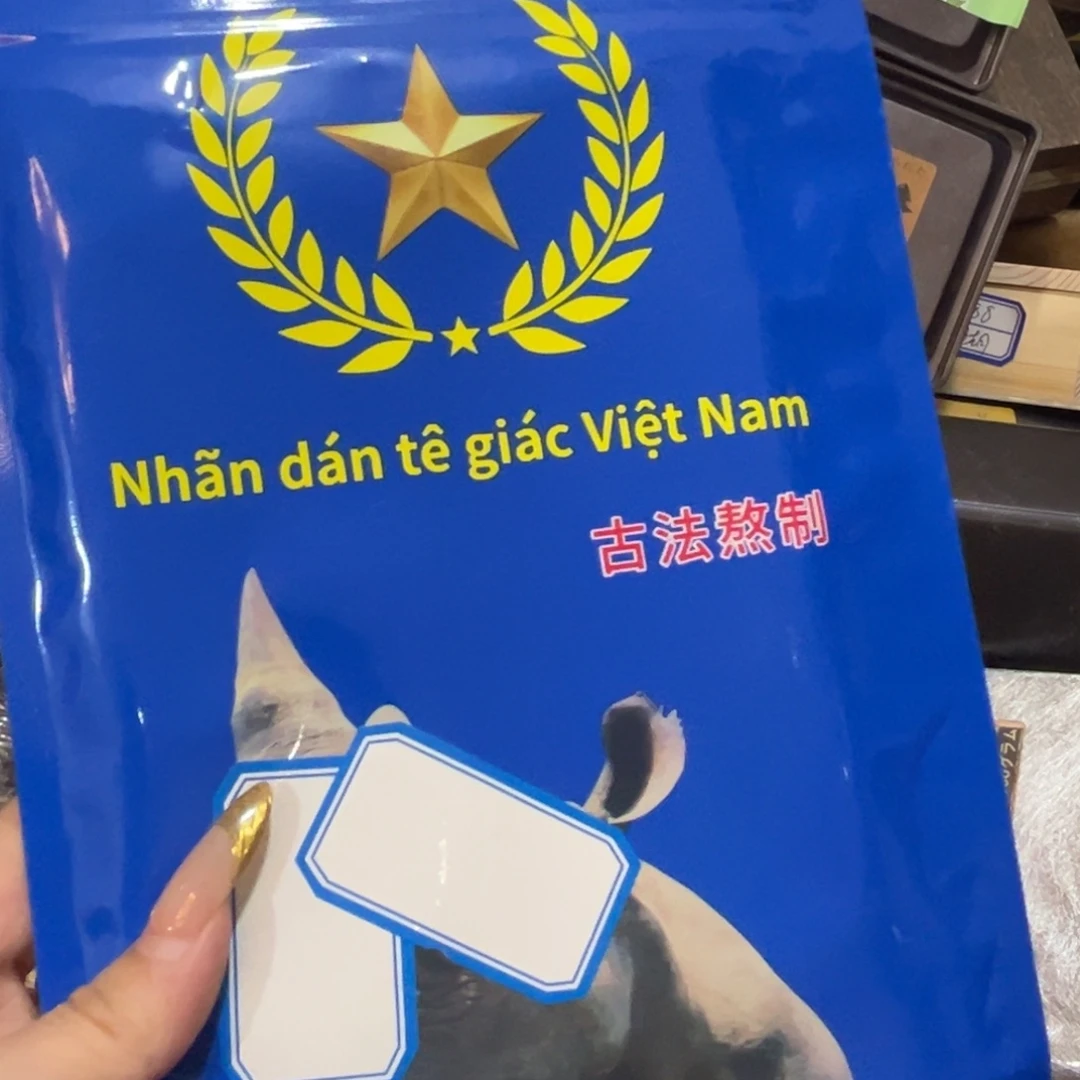 Nhãn dán tê giác Việt Nam
古法熬制